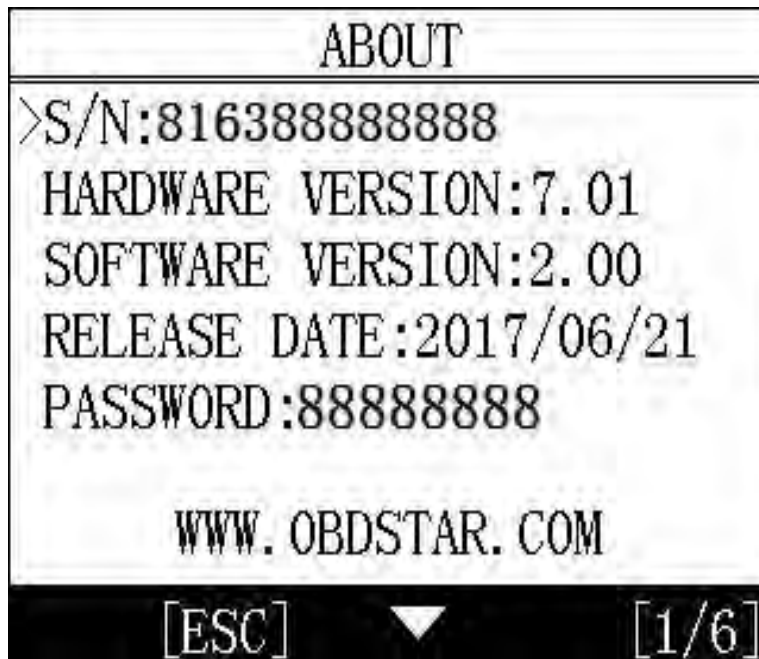 ABOUT
>S/N:816388888888
HARDWARE VERSION:7.01
SOFTWARE VERSION:2.00
RELEASE DATE:2017/06/21
PASSWORD:88888888
WWW.OBDSTAR.COM
[ESC] [1/6]